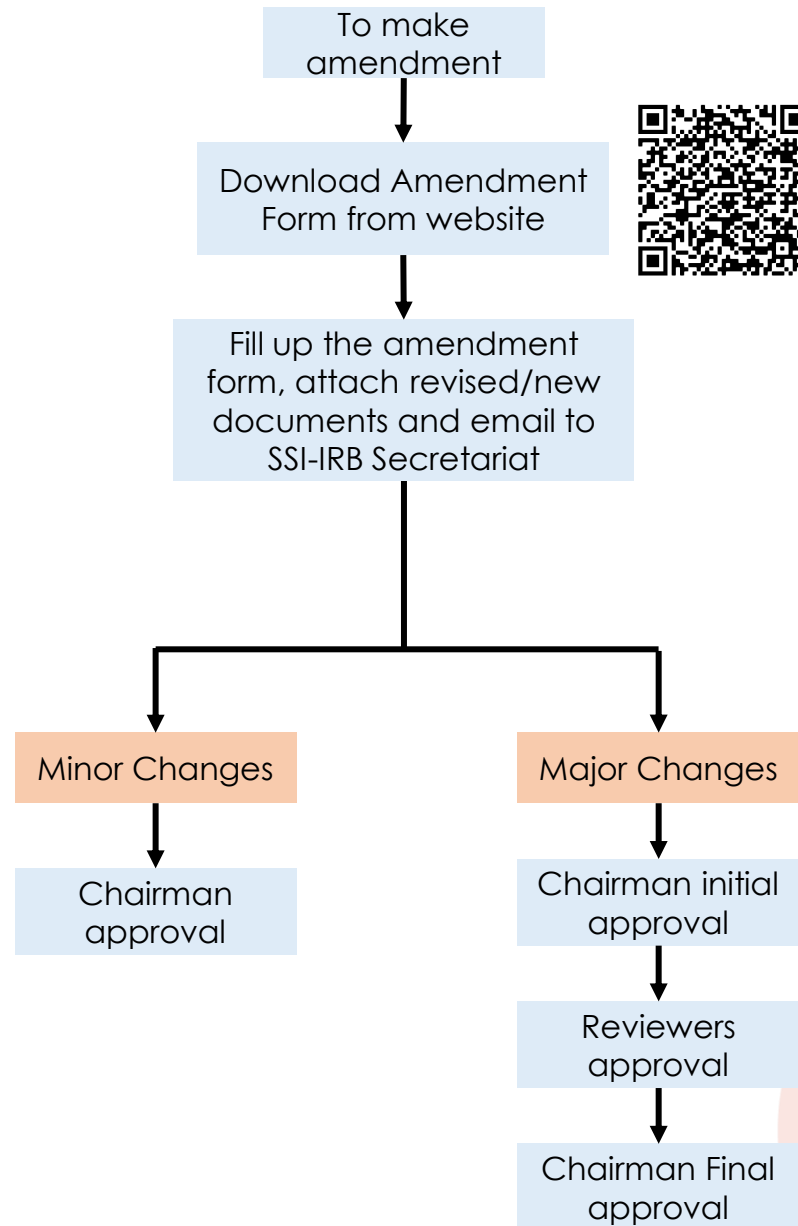 To make
amendment
Download Amendment
Form from website
Fill up the amendment
form, attach revised/new
documents and email to
SSI-IRB Secretariat
Minor Changes
Major Changes
Chairman
approval
Chairman initial
approval
Reviewers
approval
Chairman Final
approval